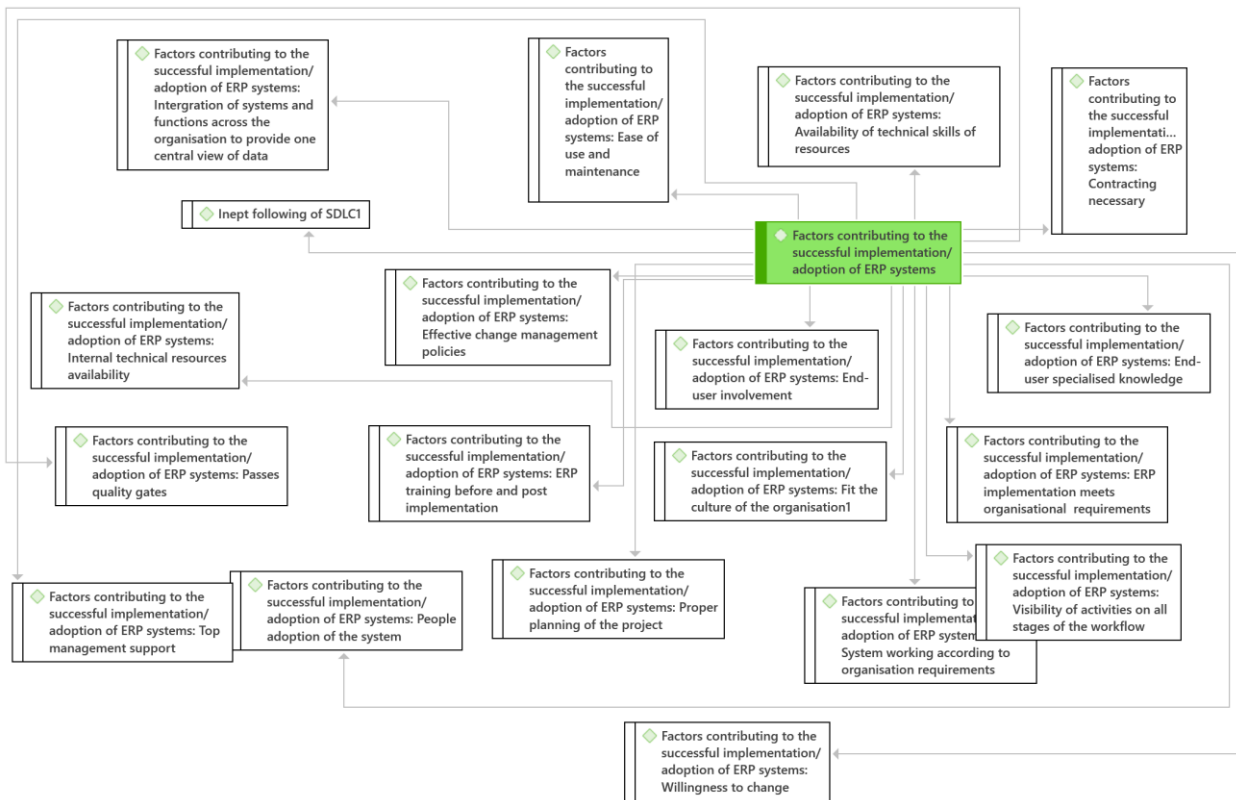 Factors contributing to the
successful implementation/
adoption of ERP systems:
Intergration of systems and
functions across the
organisation to provide one
central view of data
Factors
contributing to
the successful
implementation/
adoption of ERP
systems: Ease of
use and
maintenance
Factors contributing to the
successful implementation/
adoption of ERP systems:
Availability of technical skills of
resources
Factors
contributing to
the successful
implementati...
adoption of ERP
systems:
Contracting
necessary
Inept following of SDLC1
Factors contributing to the
successful implementation/
adoption of ERP systems
Factors contributing to the
successful implementation/
adoption of ERP systems:
Effective change management
policies
Factors contributing to the
successful implementation/
adoption of ERP systems:
Internal technical resources
availability
Factors contributing to the
successful implementation/
adoption of ERP systems: End-
user involvement
Factors contributing to the
successful implementation/
adoption of ERP systems: End-
user specialised knowledge
Factors contributing to the
successful implementation/
adoption of ERP systems: Passes
quality gates
Factors contributing to the
successful implementation/
adoption of ERP systems: ERP
training before and post
implementation
Factors contributing to the
successful implementation/
adoption of ERP systems: Fit the
culture of the organisation1
Factors contributing to the
successful implementation/
adoption of ERP systems: ERP
implementation meets
organisational requirements
Factors contributing to the
successful implementation/
adoption of ERP systems: Top
management support
Factors contributing to the
successful implementation/
adoption of ERP systems: People
adoption of the system
Factors contributing to the
successful implementation/
adoption of ERP systems: Proper
planning of the project
Factors contributing to
successful
adoption of ERP
System working according to
organisation requirements
Factors contributing to the
successful implementation/
adoption of ERP systems:
Visibility of activities on all
stages of the workflow
Factors contributing to the
successful implementation/
adoption of ERP systems:
Willingness to change